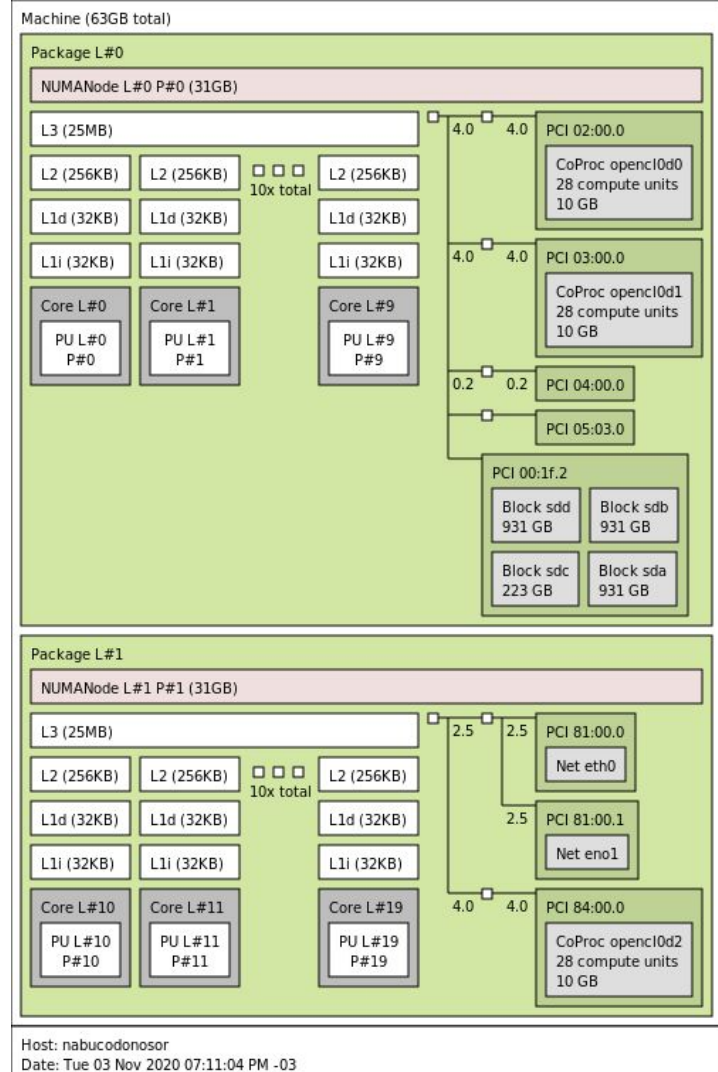 Machine (63GB total)
Package L#0
NUMANode L#0 P#0 (31GB)
L3 (25MB)
L2 (256KB) L2 (256KB) 10x total L2 (256KB)
L1d (32KB) L1d (32KB) L1d (32KB)
L1i (32KB) L1i (32KB) L1i (32KB)
Core L#0 Core L#1 Core L#9
PU L#0 PU L#1 PU L#9
P#0 P#1 P#9
4.0 4.0 PCI 02:00.0
CoProc opencl0d0
28 compute units
10 GB
4.0 4.0 PCI 03:00.0
CoProc opencl0d1
28 compute units
10 GB
0.2 0.2 PCI 04:00.0
PCI 05:03.0
PCI 00:1f.2
Block sdd Block sdb
931 GB 931 GB
Block sdc Block sda
223 GB 931 GB
Package L#1
NUMANode L#1 P#1 (31GB)
L3 (25MB)
L2 (256KB) L2 (256KB) 10x total L2 (256KB)
L1d (32KB) L1d (32KB) L1d (32KB)
L1i (32KB) L1i (32KB) L1i (32KB)
Core L#10 Core L#11 Core L#19
PU L#10 PU L#11 PU L#19
P#10 P#11 P#19
2.5 2.5 PCI 81:00.0
Net eth0
2.5 PCI 81:00.1
Net eno1
4.0 4.0 PCI 84:00.0
CoProc opencl0d2
28 compute units
10 GB
Host: nabucodonosor
Date: Tue 03 Nov 2020 07:11:04 PM -03